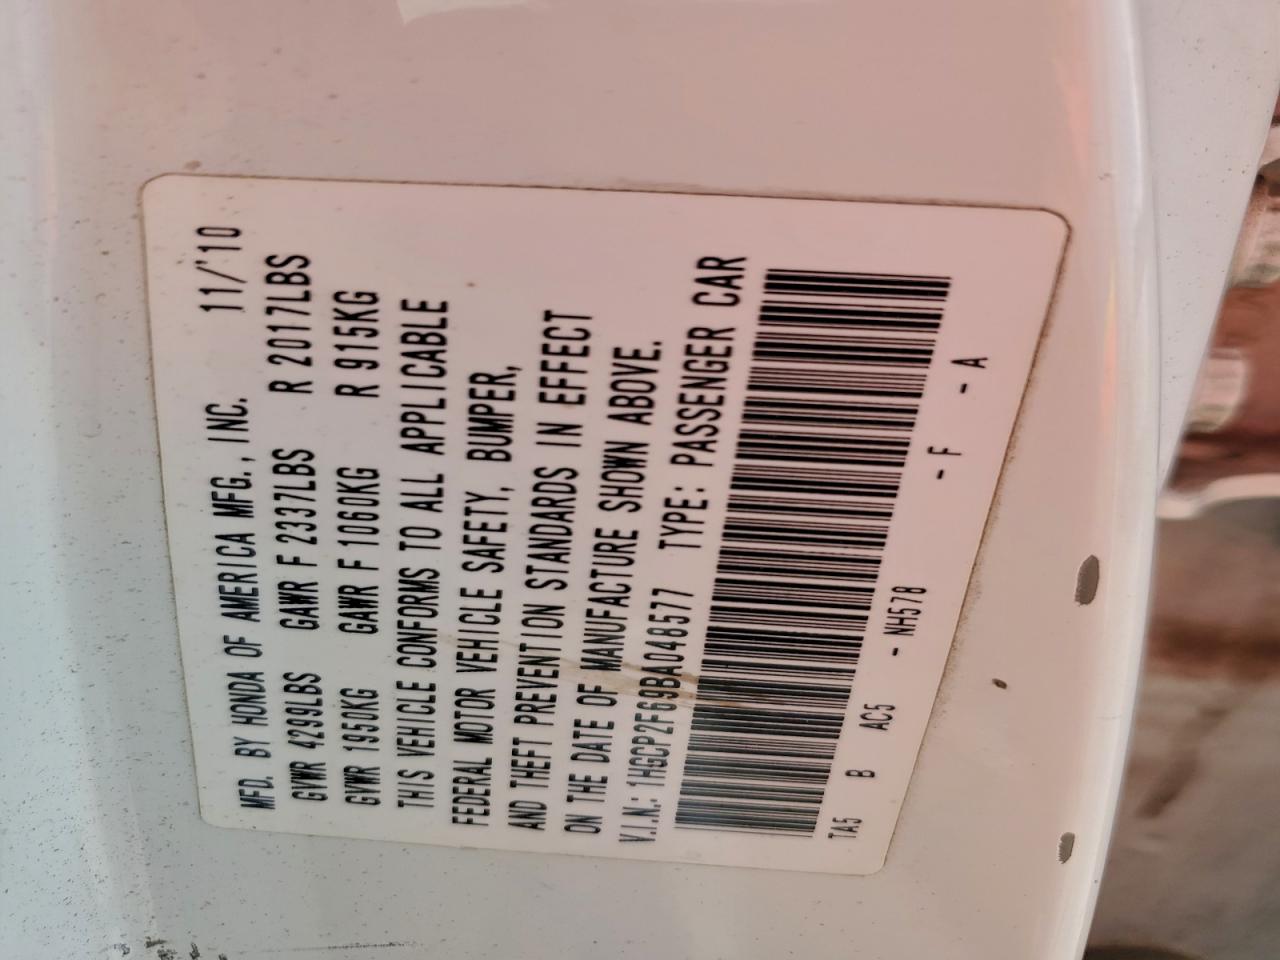 MFD. BY HONDA OF AMERICA MFG., INC. 11/'10
GVWR 4299LBS GAWR F 2337LBS R 2017LBS
GVWR 1950KG GAWR F 1060KG R 915KG
THIS VEHICLE CONFORMS TO ALL APPLICABLE
FEDERAL MOTOR VEHICLE SAFETY, BUMPER,
AND THEFT PREVENTION STANDARDS IN EFFECT
ON THE DATE OF MANUFACTURE SHOWN ABOVE.
V.I.N.: 1HGCP2F69BA048577 TYPE: PASSENGER CAR
TA5 B AC5 - NH578 - F - A